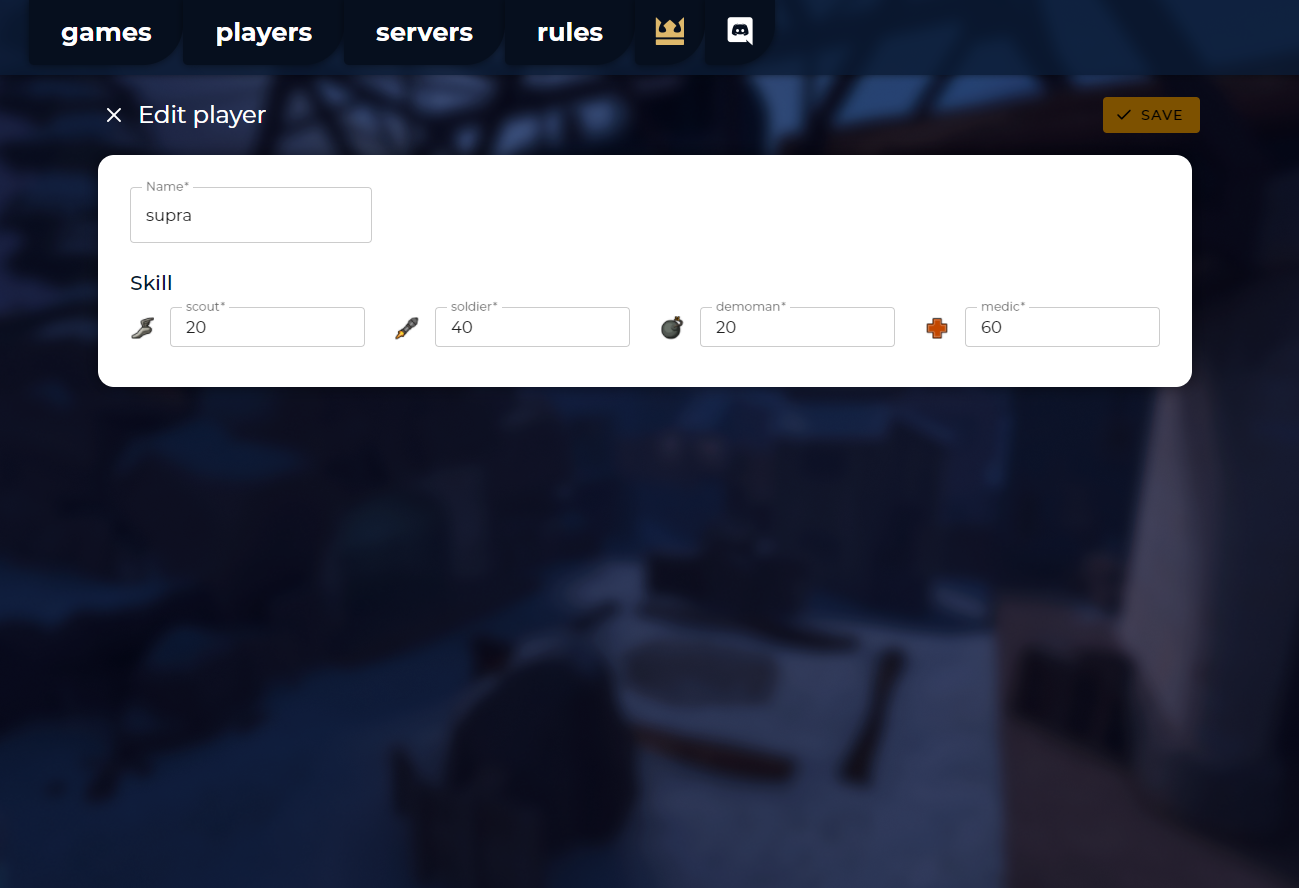 games players servers rules
Edit player
SAVE
Name*
supra
Skill
scout* soldier* demoman* medic*
20 40 20 60